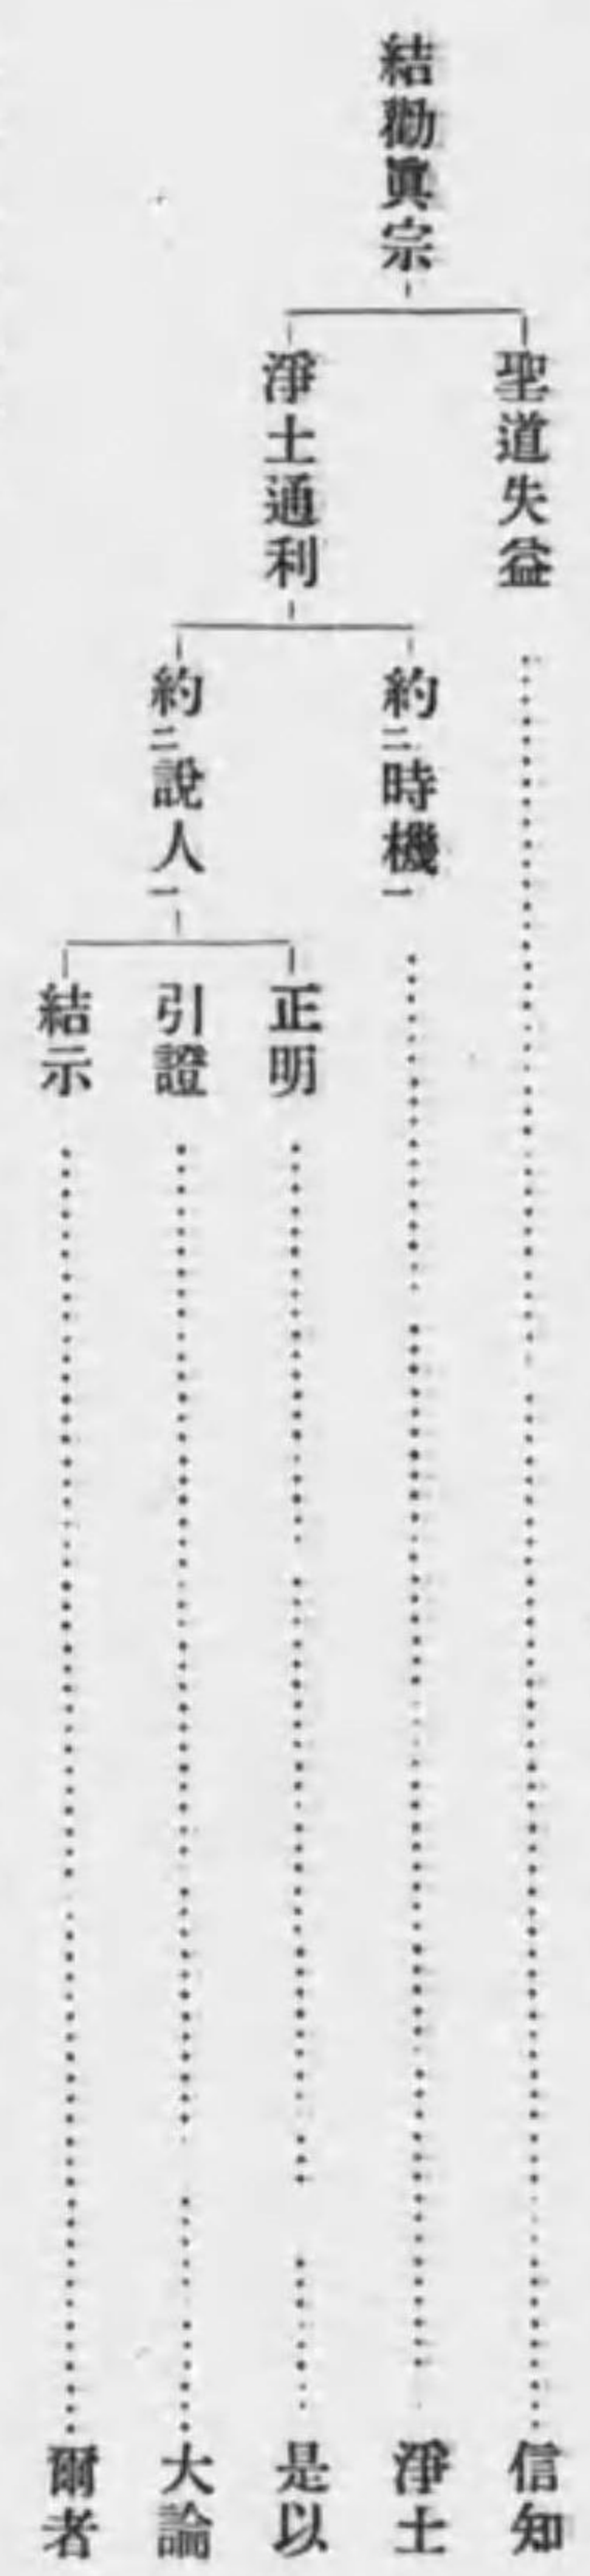 結勸眞宗
聖道失益……信知
淨土通利
約二時機一……淨土
約二說人一
正明……是以
引證……大論
結示……爾者